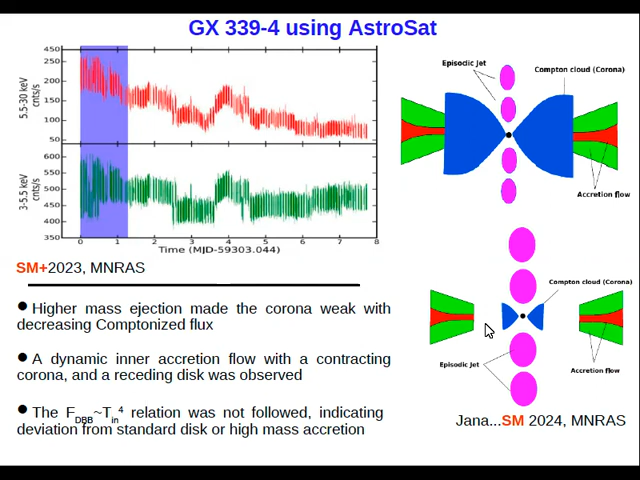 GX 339-4 using AstroSat
450
250
200
150
100
50
5.5-30 keV
cnts/s
600
550
500
450
400
350
3-5.5 keV
cnts/s
0
1
2
3
4
5
6
7
8
Time (MJD-59303.044)
SM+2023, MNRAS
Higher mass ejection made the corona weak with
decreasing Comptonized flux
A dynamic inner accretion flow with a contracting
corona, and a receding disk was observed
The F_DBB~T_in^4 relation was not followed, indicating
deviation from standard disk or high mass accretion
Episodic Jet
Compton cloud (Corona)
Accretion flow
Compton cloud (Corona)
Episodic Jet
Accretion flow
Jana...SM 2024, MNRAS